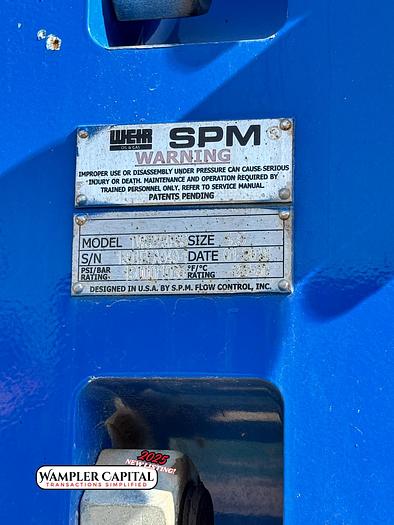 WEIR SPM
OIL & GAS
WARNING
IMPROPER USE OR DISASSEMBLY UNDER PRESSURE CAN CAUSE SERIOUS
INJURY OR DEATH. MAINTENANCE AND OPERATION REQUIRED BY
TRAINED PERSONNEL ONLY. REFER TO SERVICE MANUAL.
PATENTS PENDING
MODEL SIZE
S/N DATE
PSI/BAR RATING. °F/°C RATING
DESIGNED IN U.S.A. BY S.P.M. FLOW CONTROL, INC.
2025
NEW LISTING!
WAMPLER CAPITAL
TRANSACTIONS SIMPLIFIED